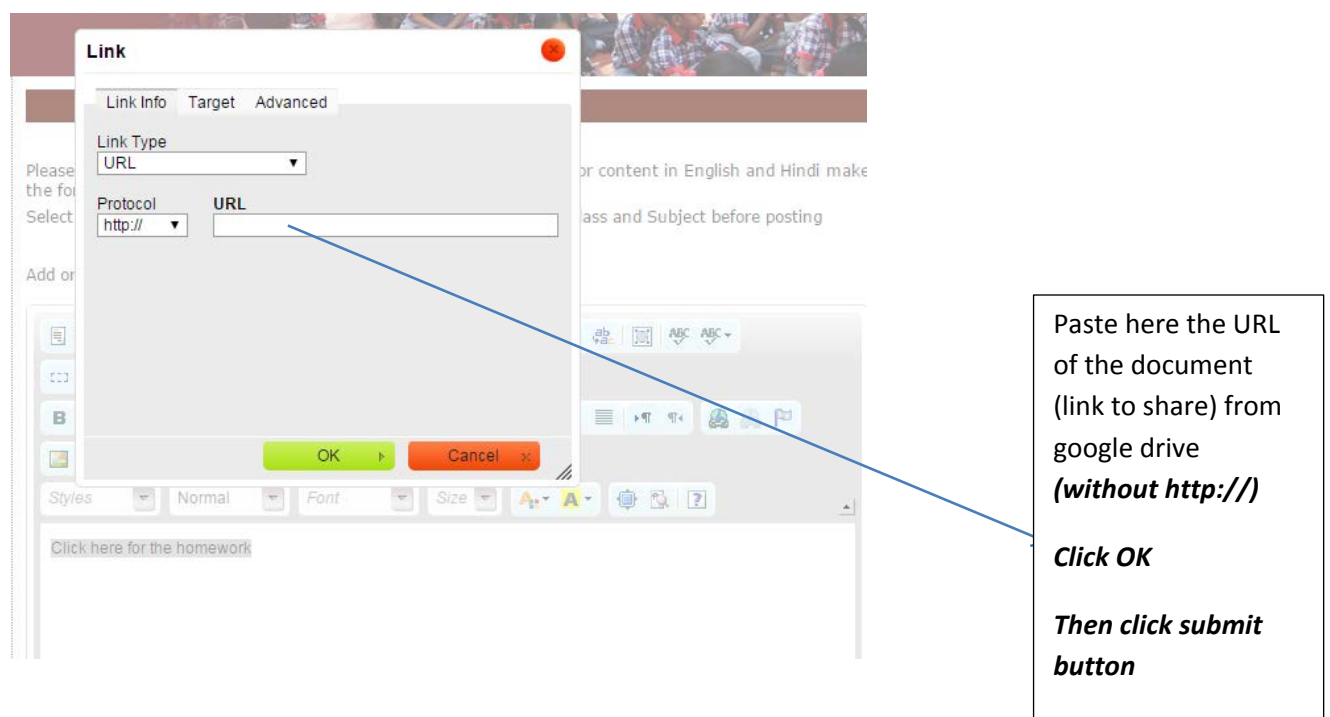 Link
Link Info Target Advanced
Link Type
URL
Protocol URL
http://
Please
or content in English and Hindi make
the for
Select
ass and Subject before posting
Add or
B
OK
Cancel
Styles Normal Font Size
Click here for the homework
Paste here the URL
of the document
(link to share) from
google drive
(without http://)
Click OK
Then click submit
button